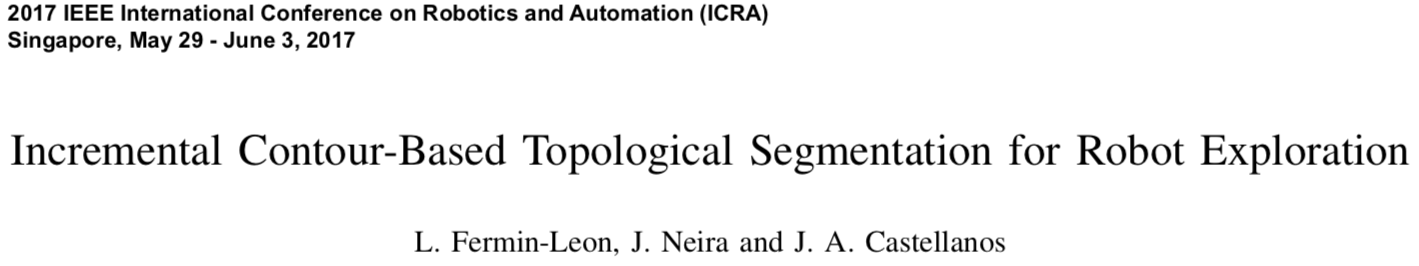 2017 IEEE International Conference on Robotics and Automation (ICRA)
Singapore, May 29 - June 3, 2017
Incremental Contour-Based Topological Segmentation for Robot Exploration
L. Fermin-Leon, J. Neira and J. A. Castellanos